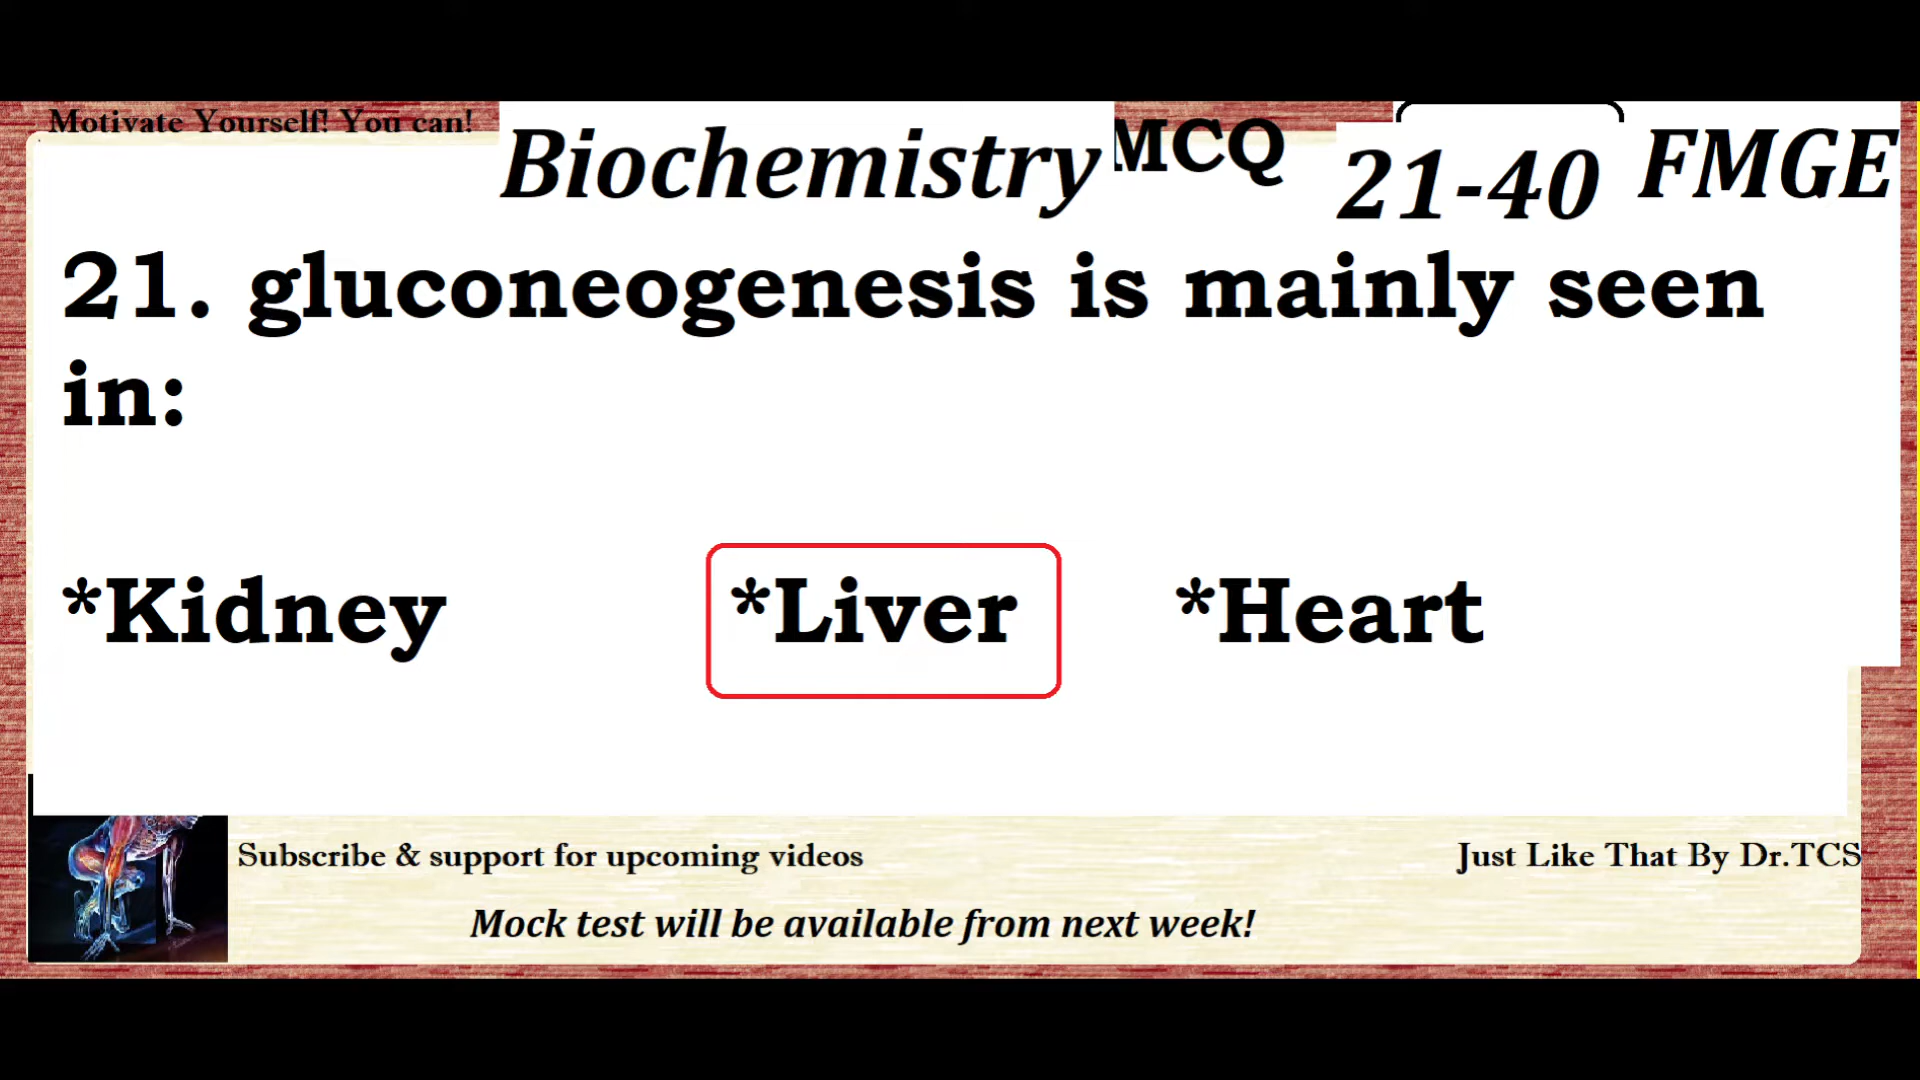 Motivate Yourself! You can!
Biochemistry MCQ 21-40 FMGE
21. gluconeogenesis is mainly seen
in:
*Kidney *Liver *Heart
Subscribe & support for upcoming videos Just Like That By Dr.TCS
Mock test will be available from next week!